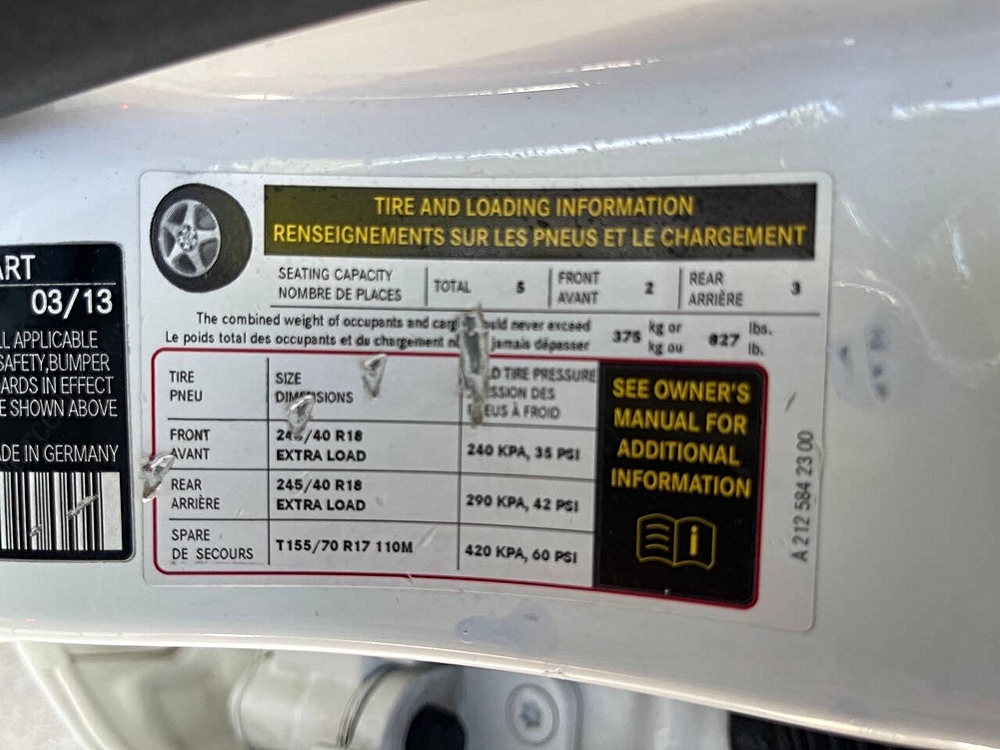 ART
03/13
LL APPLICABLE
SAFETY, BUMPER
ARDS IN EFFECT
E SHOWN ABOVE
ADE IN GERMANY
TIRE AND LOADING INFORMATION
RENSEIGNEMENTS SUR LES PNEUS ET LE CHARGEMENT
SEATING CAPACITY
NOMBRE DE PLACES
TOTAL 5
FRONT
AVANT
2
REAR
ARRIÈRE
3
The combined weight of occupants and carg ould never exceed
Le poids total des occupants et du chargement n jamais dépasser
375
kg or
kg ou
827
lbs.
lb.
TIRE
PNEU
SIZE
DIMENSIONS
D TIRE PRESSURE
SSION DES
EUS À FROID
FRONT
AVANT
245/40 R18
EXTRA LOAD
240 KPA, 35 PSI
REAR
ARRIÈRE
245/40 R18
EXTRA LOAD
290 KPA, 42 PSI
SPARE
DE SECOURS
T155/70 R17 110M
420 KPA, 60 PSI
SEE OWNER'S
MANUAL FOR
ADDITIONAL
INFORMATION
i
A 212 584 23 00